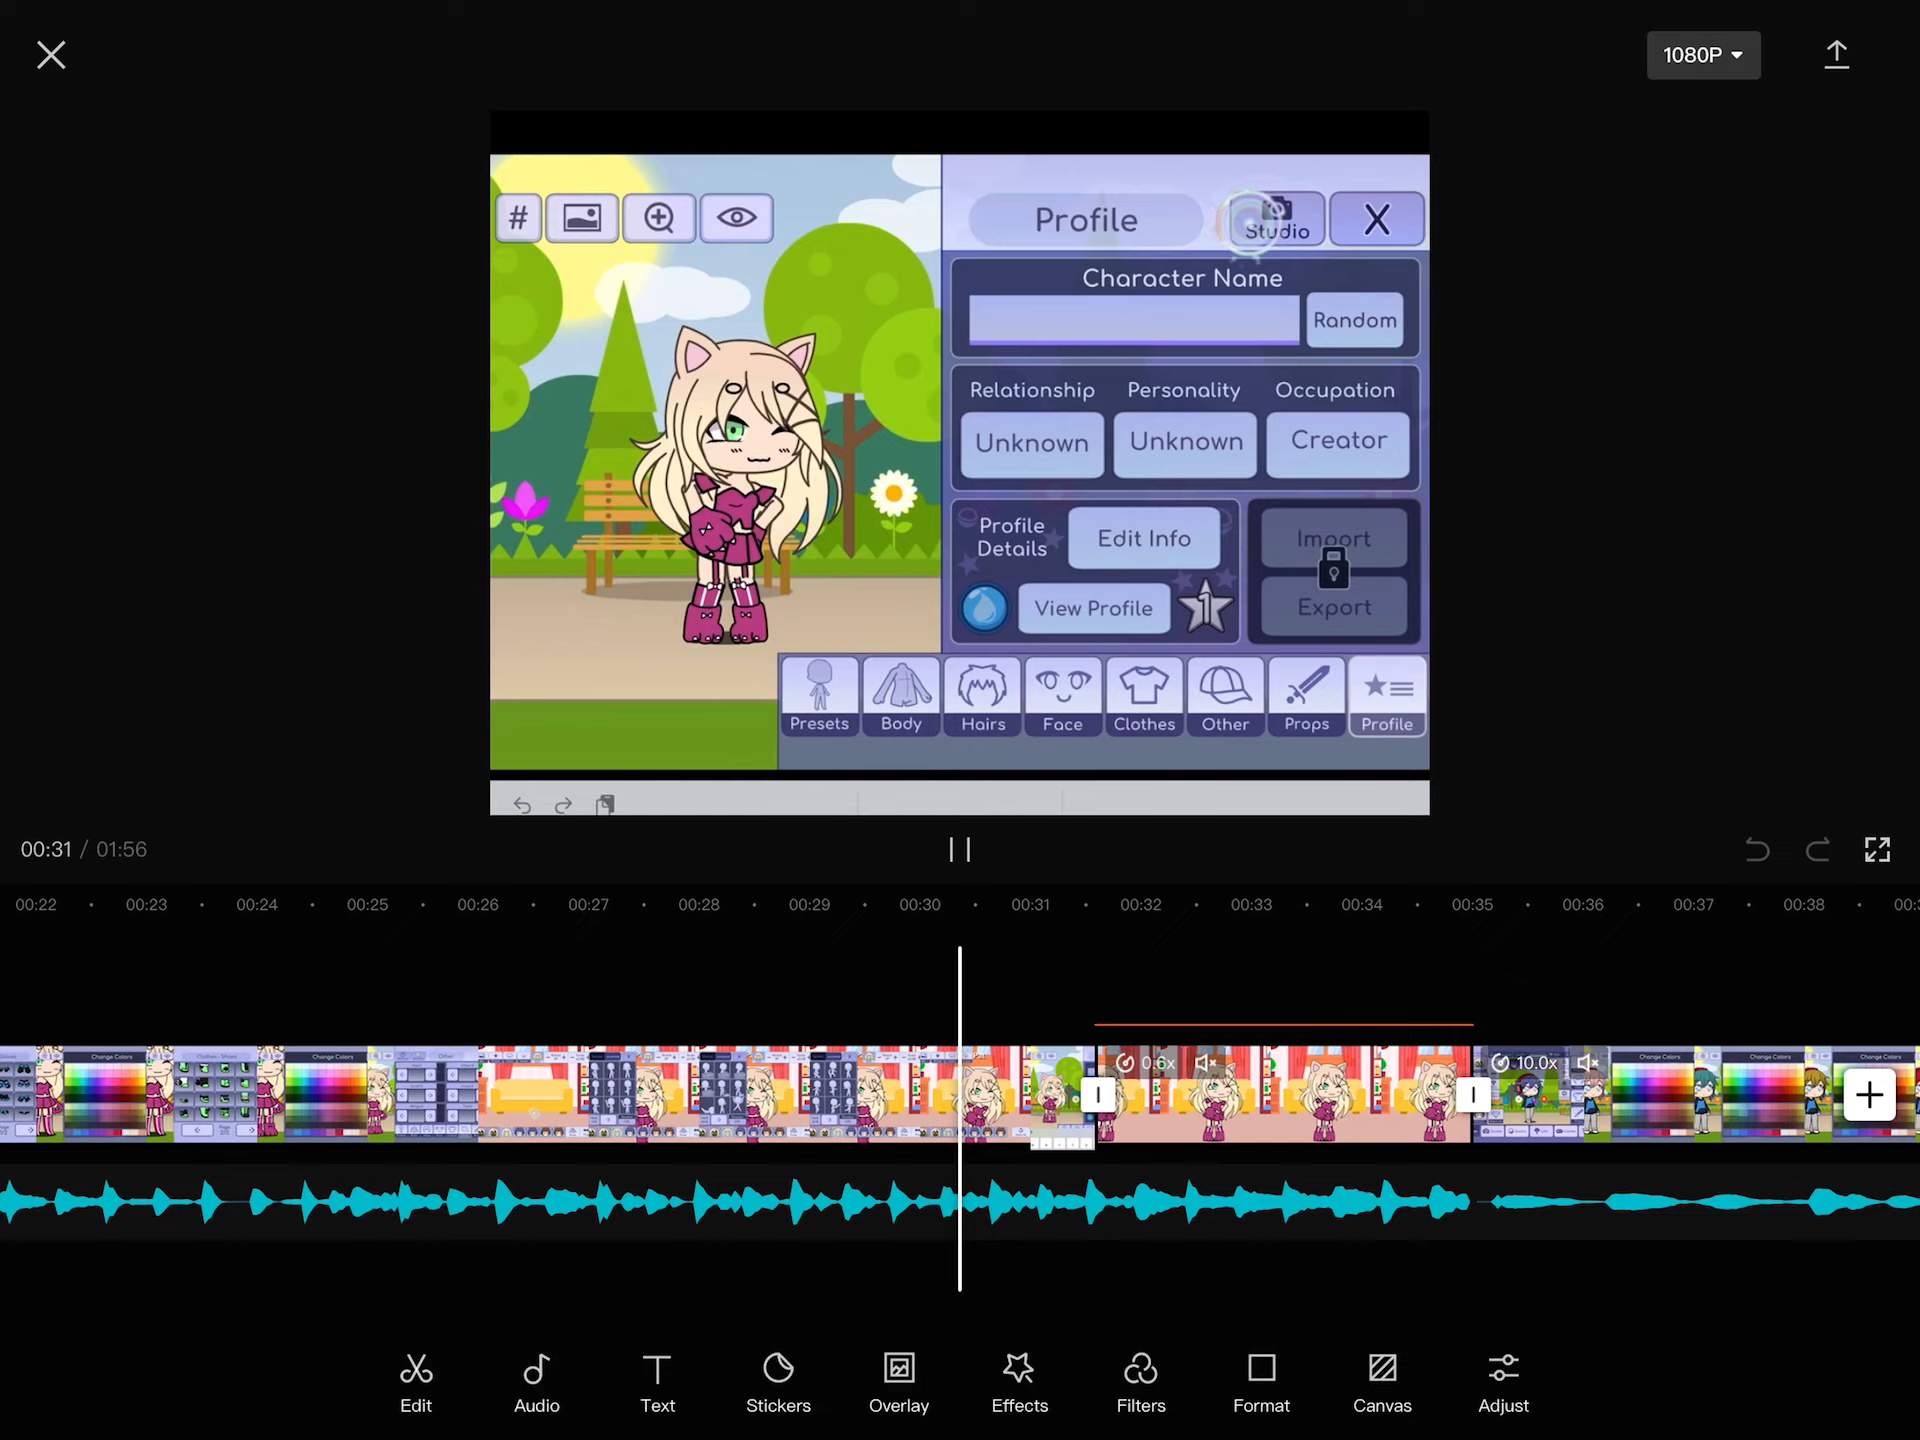 1080P
#
Profile
Studio
X
Character Name
Random
Relationship Personality Occupation
Unknown Unknown Creator
Profile
Details
Edit Info
Import
View Profile
1
Export
Presets Body Hairs Face Clothes Other Props Profile
00:31 / 01:56
00:22 00:23 00:24 00:25 00:26 00:27 00:28 00:29 00:30 00:31 00:32 00:33 00:34 00:35 00:36 00:37 00:38
Change Colors Change Colors 0.6x 10.0x Change Colors Change Colors Change Colors
Edit Audio Text Stickers Overlay Effects Filters Format Canvas Adjust